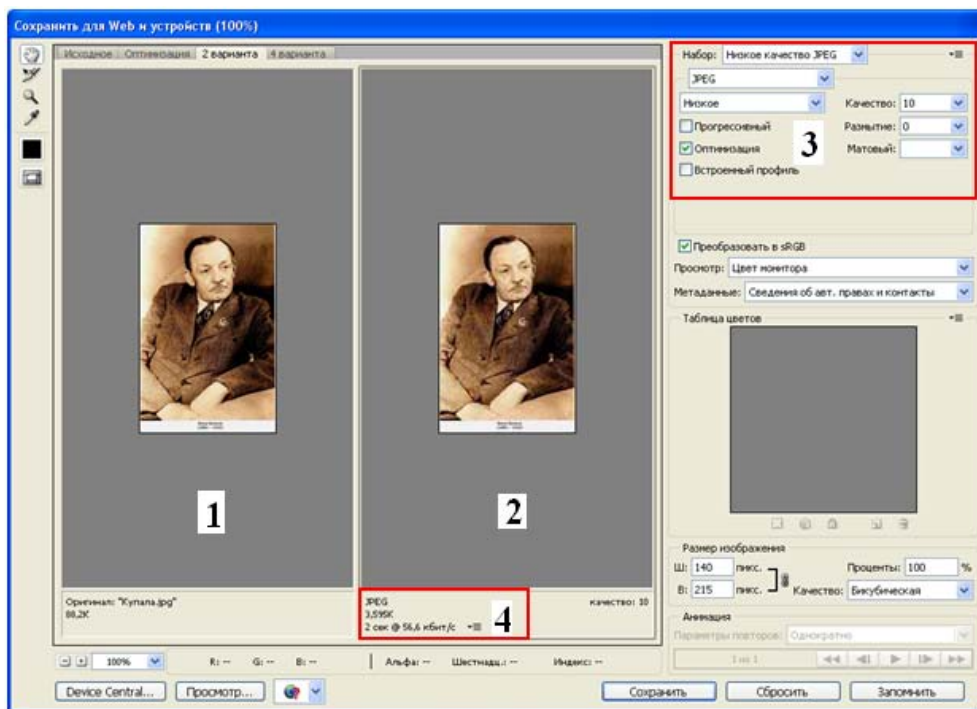 Сохранить для Web и устройств (100%)
Исходное Оптимизация 2 варианта 4 варианта
Набор: Низкое качество JPEG
JPEG
Низкое Качество: 10
Прогрессивный Размытие: 0
Оптимизация Матовый:
Встроенный профиль
3
Преобразовать в sRGB
Просмотр: Цвет монитора
Метаданные: Сведения об авт. правах и контакты
Таблица цветов
1
2
Размер изображения
Ш: 140 пикс. Проценты: 100 %
В: 215 пикс. Качество: Бикубическая
Оригинал: "Купала.jpg"
88,2K
JPEG качество: 10
3,595K
2 сек @ 56,6 кбит/с
4
Анимация
Параметры повторов: Однократно
1 из 1
100% R: -- G: -- B: -- Альфа: -- Шестнадц.: -- Индекс: --
Device Central... Просмотр... Сохранить Сбросить Запомнить